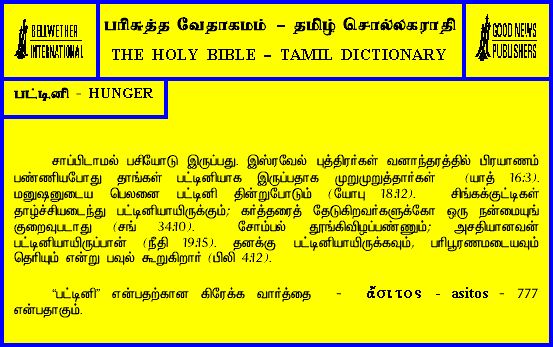 BELLWETHER
INTERNATIONAL
பரிசுத்த வேதாகமம் – தமிழ் சொல்லகராதி
THE HOLY BIBLE – TAMIL DICTIONARY
GOOD NEWS
PUBLISHERS
பட்டினி - HUNGER
சாப்பிடாமல் பசியோடு இருப்பது. இஸ்ரவேல் புத்திரர்கள் வனாந்தரத்தில் பிரயாணம்
பண்ணியபோது தாங்கள் பட்டினியாக இருப்பதாக முறுமுறுத்தார்கள் (யாத் 16:3).
மனுஷனுடைய பெலனை பட்டினி தின்றுபோடும் (யோபு 18:12). சிங்கக்குட்டிகள்
தாழ்ச்சியடைந்து பட்டினியாயிருக்கும்; கர்த்தரைத் தேடுகிறவர்களுக்கோ ஒரு நன்மையுங்
குறைவுபடாது (சங் 34:10). சோம்பல் தூங்கிவிழப்பண்ணும்; அசதியானவன்
பட்டினியாயிருப்பான் (நீதி 19:15). தனக்கு பட்டினியாயிருக்கவும், பரிபூரணமடையவும்
தெரியும் என்று பவுல் கூறுகிறார் (பிலி 4:12).
“பட்டினி” என்பதற்கான கிரேக்க வார்த்தை - ἄσιτος - asitos - 777
என்பதாகும்.